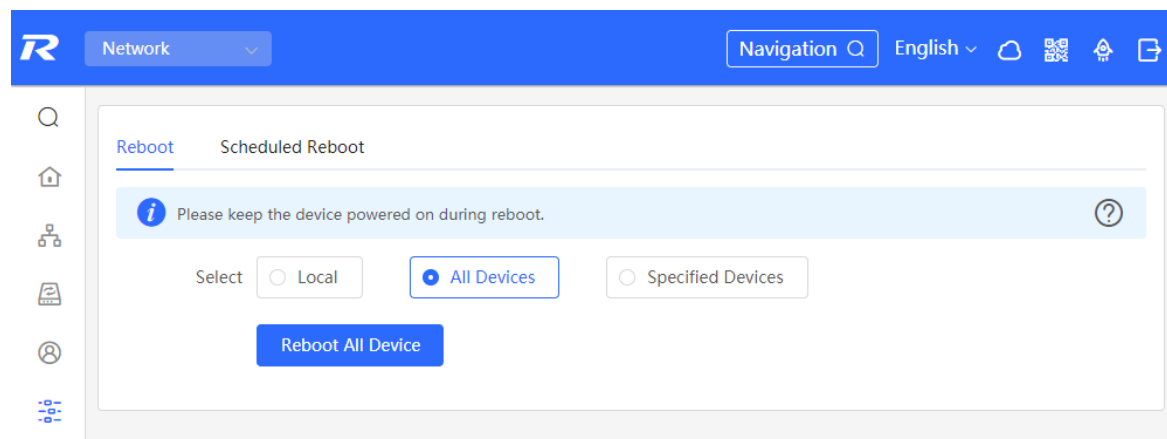 R Network Navigation English
Reboot Scheduled Reboot
i Please keep the device powered on during reboot. ?
Select Local All Devices Specified Devices
Reboot All Device